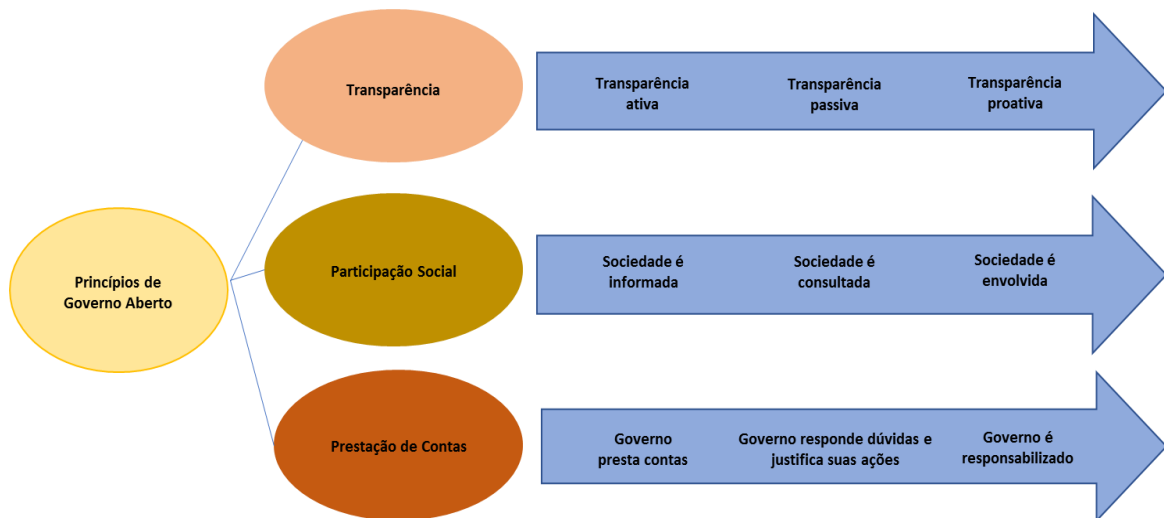 Princípios de
Governo Aberto
Transparência
Transparência
ativa
Transparência
passiva
Transparência
proativa
Participação Social
Sociedade é
informada
Sociedade é
consultada
Sociedade é
envolvida
Prestação de Contas
Governo
presta contas
Governo responde dúvidas e
justifica suas ações
Governo é
responsabilizado